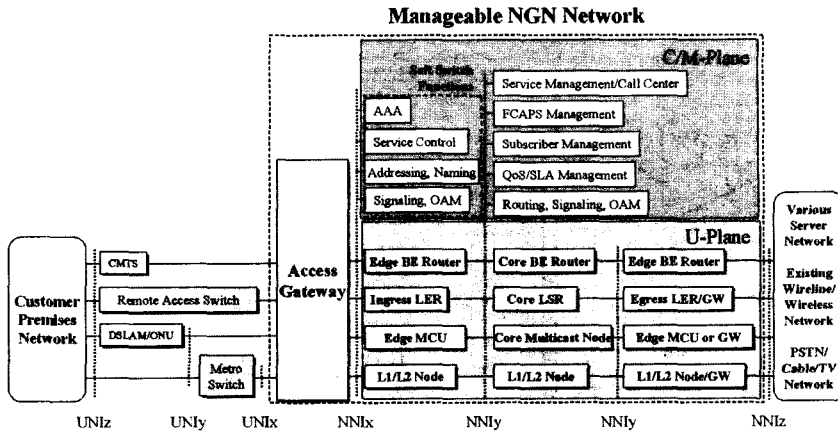 Manageable NGN Network
C/M-Plane
Soft Switch
Functions
Service Management/Call Center
AAA
FCAPS Management
Service Control
Subscriber Management
Addressing, Naming
QoS/SLA Management
Signaling, OAM
Routing, Signaling, OAM
U-Plane
Customer
Premises
Network
CMTS
Remote Access Switch
DSLAM/ONU
Metro
Switch
Access
Gateway
Edge BE Router
Core BE Router
Edge BE Router
Ingress LER
Core LSR
Egress LER/GW
Edge MCU
Core Multicast Node
Edge MCU or GW
L1/L2 Node
L1/L2 Node
L1/L2 Node/GW
Various
Server
Network
Existing
Wireline/
Wireless
Network
PSTN/
Cable/TV
Network
UNIz
UNIy
UNIx
NNIx
NNIy
NNIy
NNIz